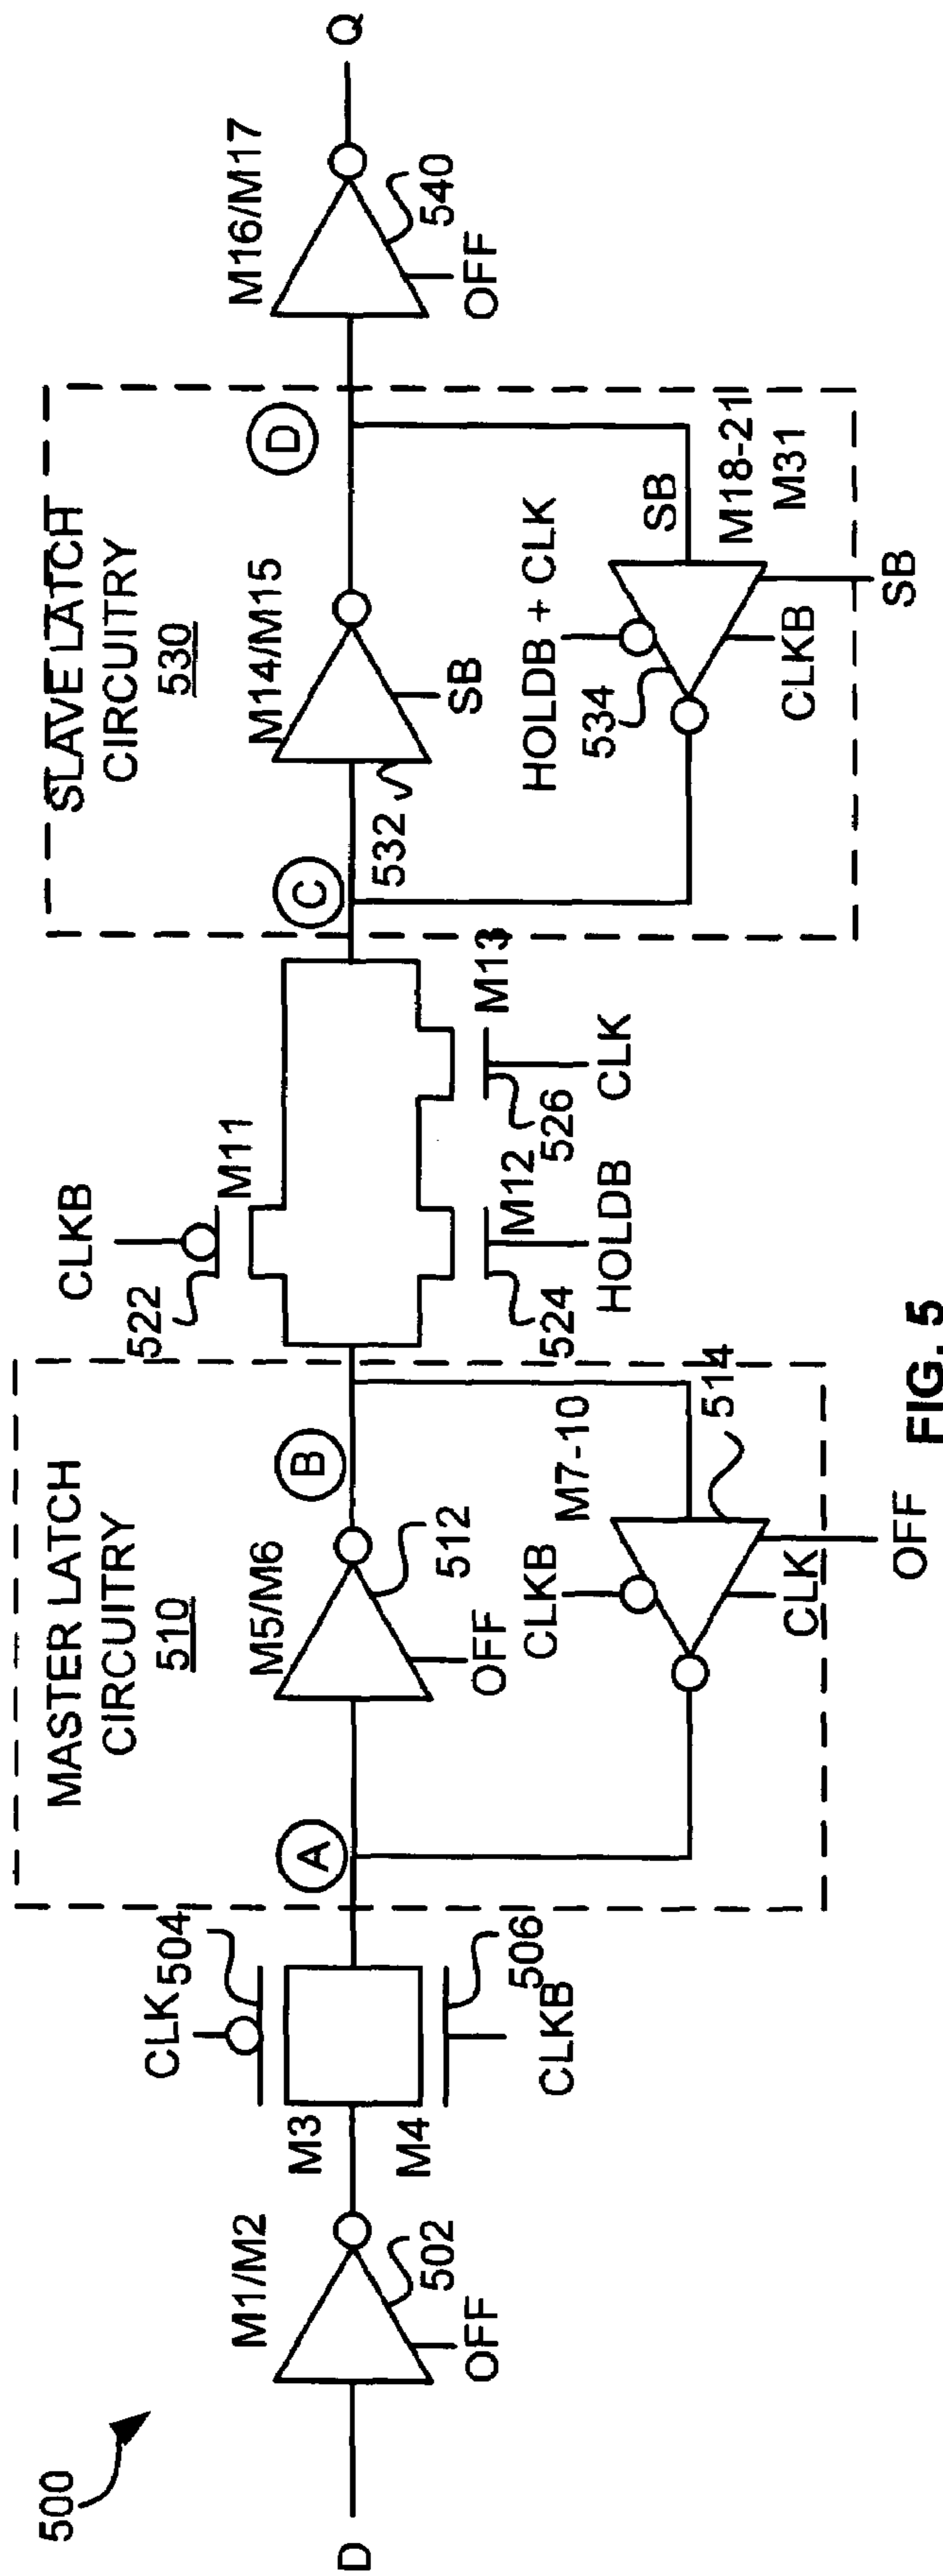 500
D
M1/M2
502
OFF
CLK
504
M3
M4
506
CLKB
MASTER LATCH
CIRCUITRY
510
A
M5/M6
512
OFF
B
CLKB
M7-10
514
CLK
OFF
CLKB
522
M11
M12
524
HOLDB
M13
526
CLK
SLAVE LATCH
CIRCUITRY
530
C
532
M14/M15
SB
D
HOLDB + CLK
534
SB
M18-21
M31
CLKB
SB
M16/M17
540
OFF
Q
FIG. 5